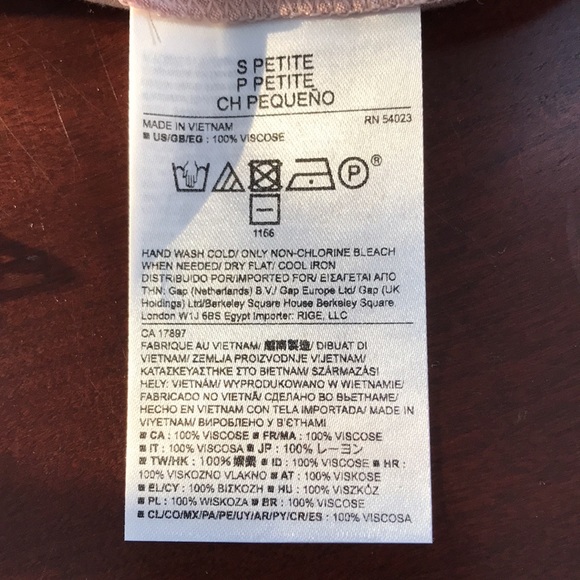 S PETITE
P PETITE
CH PEQUEÑO
MADE IN VIETNAM RN 54023
US/GB/EG : 100% VISCOSE
P ®
1166
HAND WASH COLD/ ONLY NON-CHLORINE BLEACH
WHEN NEEDED/ DRY FLAT/ COOL IRON
DISTRIBUIDO POR/IMPORTED FOR/ ΕΙΣΑΓΕΤΑΙ ΑΠΟ
ΤΗΝ: Gap (Netherlands) B.V./ Gap Europe Ltd/ Gap (UK
Holdings) Ltd/Berkeley Square House Berkeley Square
London W1J 6BS Egypt Importer: RIGE, LLC
CA 17897
FABRIQUE AU VIETNAM/ 越南製造/ DIBUAT DI
VIETNAM/ ZEMLJA PROIZVODNJE VIJETNAM/
ΚΑΤΑΣΚΕΥΑΣΤΗΚΕ ΣΤΟ ΒΙΕΤΝΑΜ/ SZÁRMAZÁSI
HELY: VIETNÁM/ WYPRODUKOWANO W WIETNAMIE/
FABRICADO NO VIETNÃ/ СДЕЛАНО ВО ВЬЕТНАМЕ/
HECHO EN VIETNAM CON TELA IMPORTADA/ MADE IN
VIYETNAM/ ВИРОБЛЕНО У В'ЄТНАМІ
CA : 100% VISCOSE FR/MA : 100% VISCOSE
IT : 100% VISCOSA JP : 100% レーヨン
TW/HK : 100% ID : 100% VISCOSE HR :
100% VISKOZNO VLAKNO AT : 100% VISKOSE
EL/CY : 100% ΒΙΣΚΟΖΗ HU : 100% VISZKÓZ
PL : 100% WISKOZA BR : 100% VISCOSE
CL/CO/MX/PA/PE/UY/AR/PY/CR/ES : 100% VISCOSA